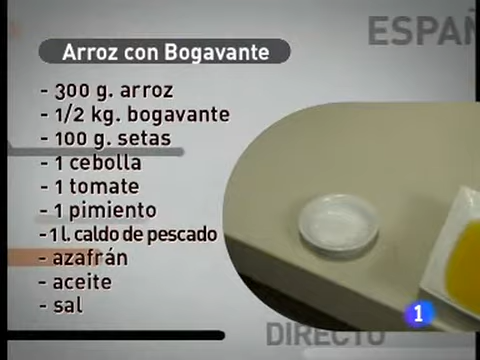 ESPAÑ
Arroz con Bogavante
- 300 g. arroz
- 1/2 kg. bogavante
- 100 g. setas
- 1 cebolla
- 1 tomate
- 1 pimiento
-1 l. caldo de pescado
- azafrán
- aceite
- sal
1
DIRECTO